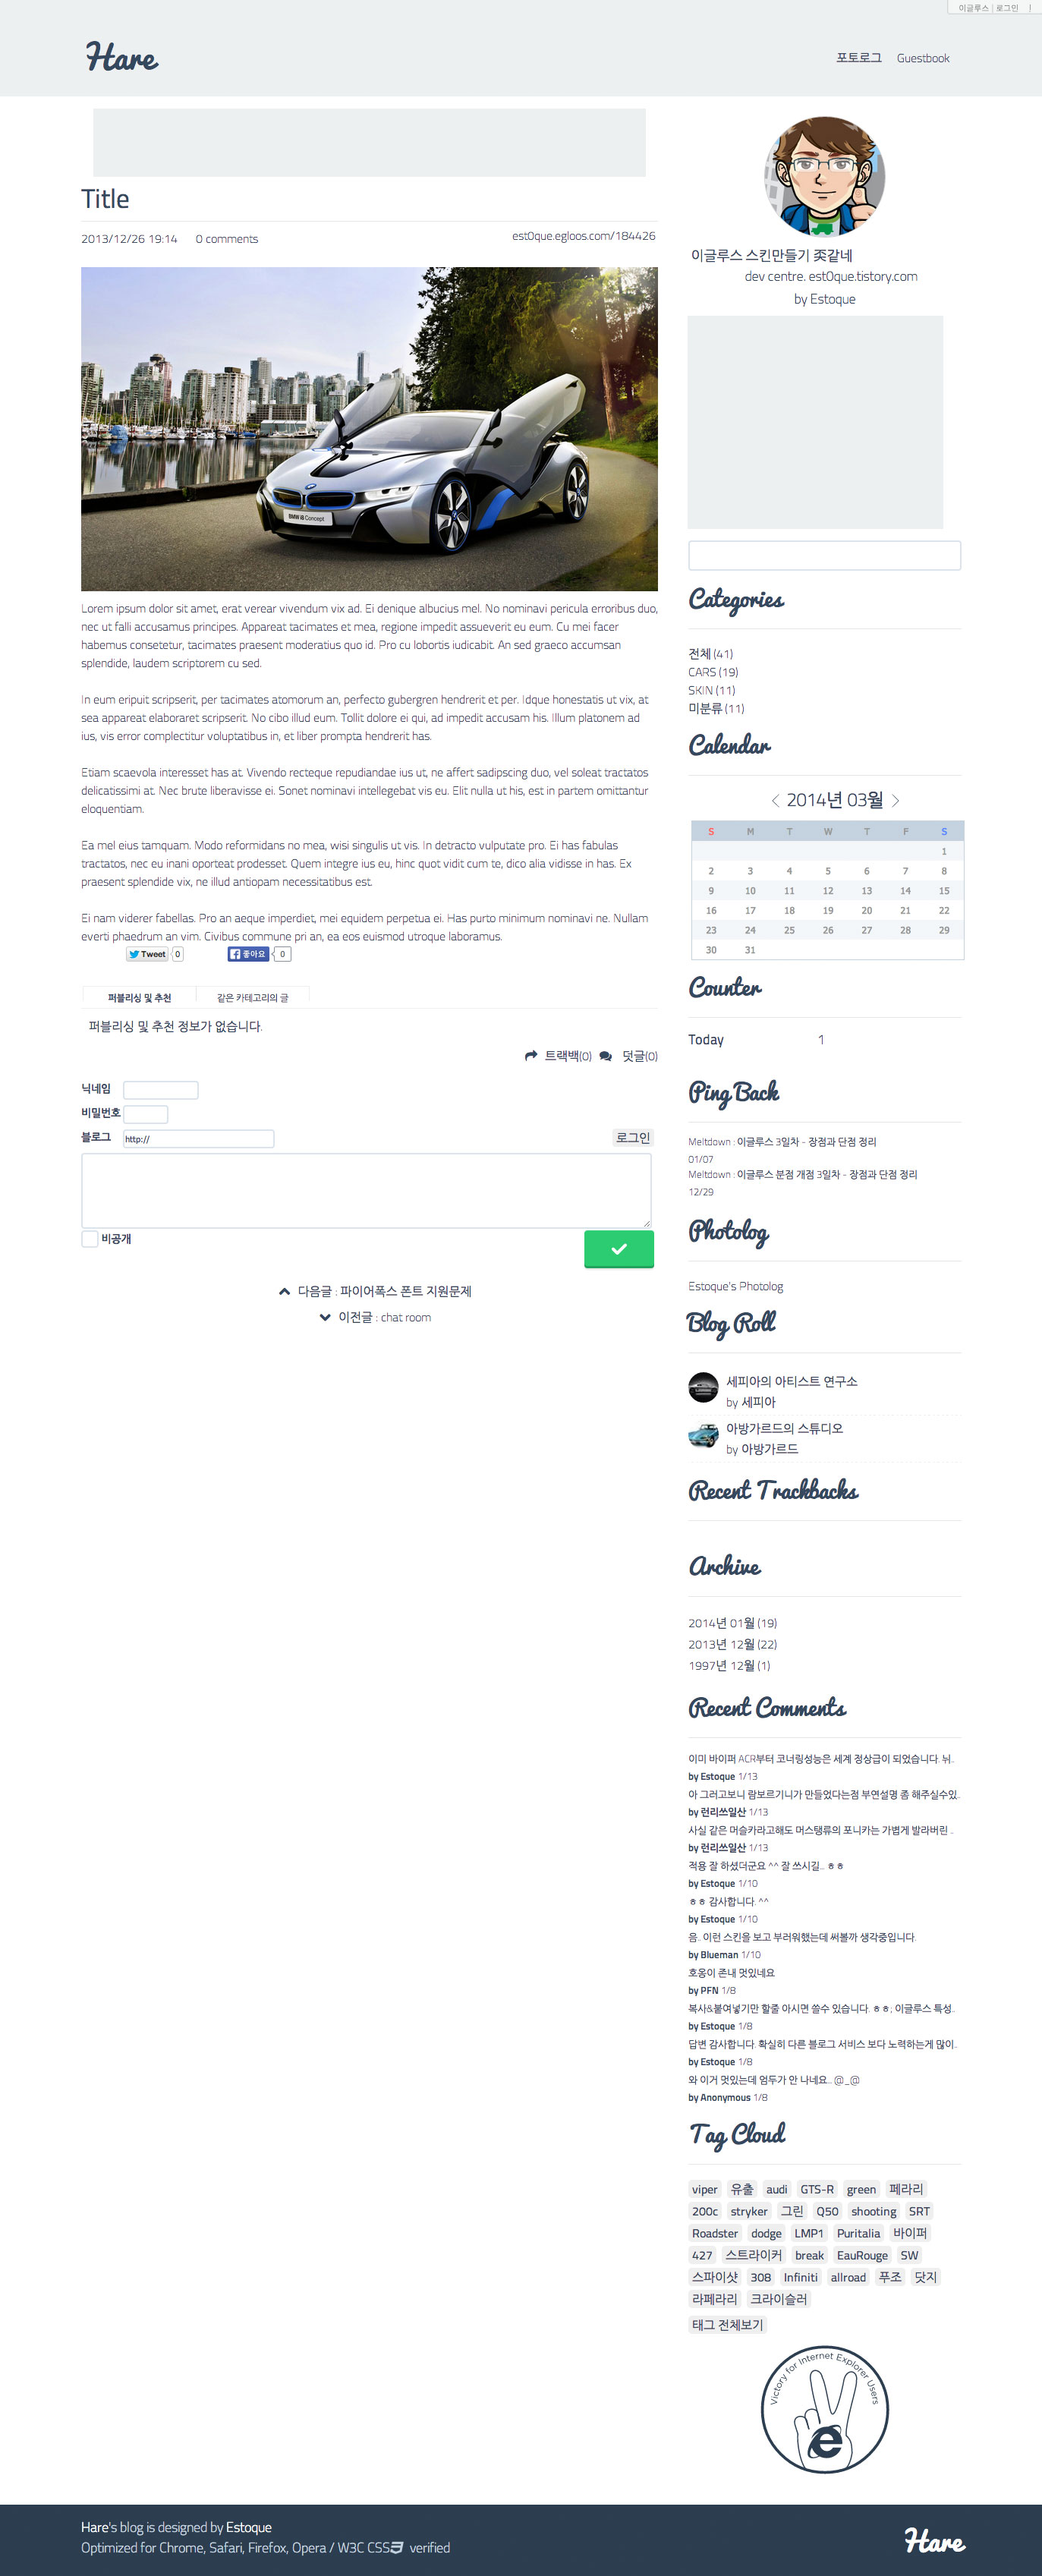 이글루스 | 로그인 |
Hare
포토로그 Guestbook
Title
2013/12/26 19:14 0 comments
est0que.egloos.com/184426
BMW i8 Concept
Lorem ipsum dolor sit amet, erat verear vivendum vix ad. Ei denique albucius mel. No nominavi pericula erroribus duo,
nec ut falli accusamus principes. Appareat tacimates et mea, regione impedit assueverit eu eum. Cu mei facer
habemus consetetur, tacimates praesent moderatius quo id. Pro cu lobortis iudicabit. An sed graeco accumsan
splendide, laudem scriptorem cu sed.
In eum eripuit scripserit, per tacimates atomorum an, perfecto gubergren hendrerit et per. Idque honestatis ut vix, at
sea appareat elaboraret scripserit. No cibo illud eum. Tollit dolore ei qui, ad impedit accusam his. Illum platonem ad
ius, vis error complectitur voluptatibus in, et liber prompta hendrerit has.
Etiam scaevola interesset has at. Vivendo recteque repudiandae ius ut, ne affert sadipscing duo, vel soleat tractatos
delicatissimi at. Nec brute liberavisse ei. Sonet nominavi intellegebat vis eu. Elit nulla ut his, est in partem omittantur
eloquentiam.
Ea mel eius tamquam. Modo reformidans no mea, wisi singulis ut vis. In detracto vulputate pro. Ei has fabulas
tractatos, nec eu inani oporteat prodesset. Quem integre ius eu, hinc quot vidit cum te, dico alia vidisse in has. Ex
praesent splendide vix, ne illud antiopam necessitatibus est.
Ei nam viderer fabellas. Pro an aeque imperdiet, mei equidem perpetua ei. Has purto minimum nominavi ne. Nullam
everti phaedrum an vim. Civibus commune pri an, ea eos euismod utroque laboramus.
Tweet 0 좋아요 0
퍼블리싱 및 추천 같은 카테고리의 글
퍼블리싱 및 추천 정보가 없습니다.
트랙백(0) 덧글(0)
닉네임
비밀번호
블로그 http:// 로그인
비공개
다음글 : 파이어폭스 폰트 지원문제
이전글 : chat room
이글루스 스킨만들기 좃같네
dev centre. est0que.tistory.com
by Estoque
Categories
전체 (41)
CARS (19)
SKIN (11)
미분류 (11)
Calendar
2014년 03월
S M T W T F S
1
2 3 4 5 6 7 8
9 10 11 12 13 14 15
16 17 18 19 20 21 22
23 24 25 26 27 28 29
30 31
Counter
Today 1
Ping Back
Meltdown : 이글루스 3일차 - 장점과 단점 정리
01/07
Meltdown : 이글루스 분점 개점 3일차 - 장점과 단점 정리
12/29
Photolog
Estoque's Photolog
Blog Roll
세피아의 아티스트 연구소
by 세피아
아방가르드의 스튜디오
by 아방가르드
Recent Trackbacks
Archive
2014년 01월 (19)
2013년 12월 (22)
1997년 12월 (1)
Recent Comments
이미 바이퍼 ACR부터 코너링성능은 세계 정상급이 되었습니다. 뉘..
by Estoque 1/13
아 그러고보니 람보르기니가 만들었다는점 부연설명 좀 해주실수있..
by 런리쓰일산 1/13
사실 같은 머슬카라고해도 머스탱류의 포니카는 가볍게 발라버린 ..
by 런리쓰일산 1/13
적용 잘 하셨더군요 ^^ 잘 쓰시길... ㅎㅎ
by Estoque 1/10
ㅎㅎ 감사합니다. ^^
by Estoque 1/10
음.. 이런 스킨을 보고 부러워했는데 써볼까 생각중입니다.
by Blueman 1/10
호옹이 존내 멋있네요
by PFN 1/8
복사&붙여넣기만 할줄 아시면 쓸수 있습니다. ㅎㅎ; 이글루스 특성..
by Estoque 1/8
답변 감사합니다. 확실히 다른 블로그 서비스 보다 노력하는게 많이..
by Estoque 1/8
와 이거 멋있는데 엄두가 안 나네요... @_@
by Anonymous 1/8
Tag Cloud
viper 유출 audi GTS-R green 페라리
200c stryker 그린 Q50 shooting SRT
Roadster dodge LMP1 Puritalia 바이퍼
427 스트라이커 break EauRouge SW
스파이샷 308 Infiniti allroad 푸조 닷지
라페라리 크라이슬러
태그 전체보기
Victory for Internet Explorer Users
Hare's blog is designed by Estoque
Optimized for Chrome, Safari, Firefox, Opera / W3C CSS3 verified
Hare